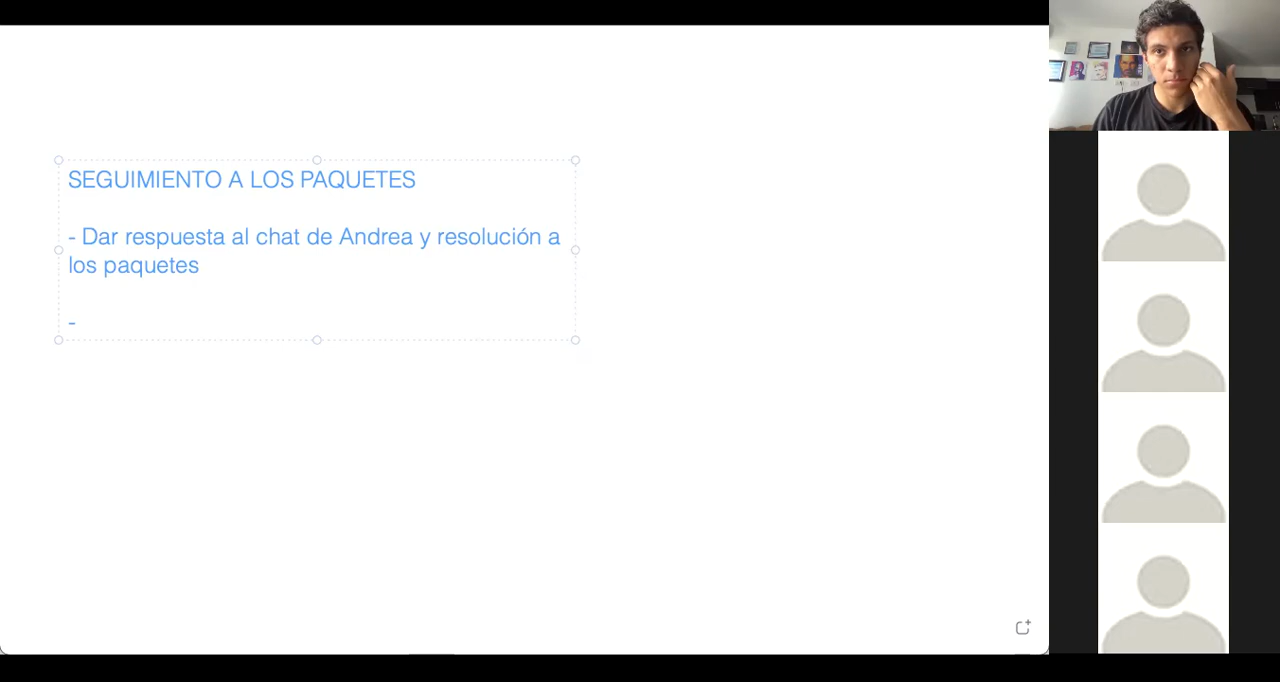 SEGUIMIENTO A LOS PAQUETES
- Dar respuesta al chat de Andrea y resolución a
los paquetes
-